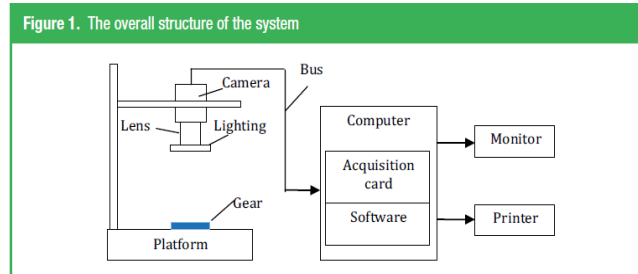 Figure 1. The overall structure of the system
Bus
Camera
Lens
Lighting
Computer
Monitor
Acquisition
card
Gear
Software
Printer
Platform